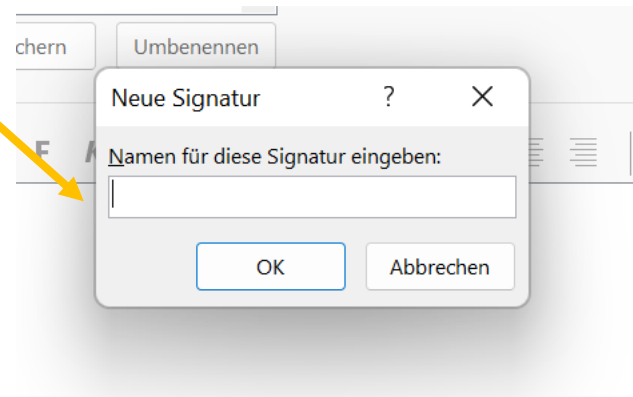 chern Umbenennen
Neue Signatur ?
F K
Namen für diese Signatur eingeben:
OK Abbrechen